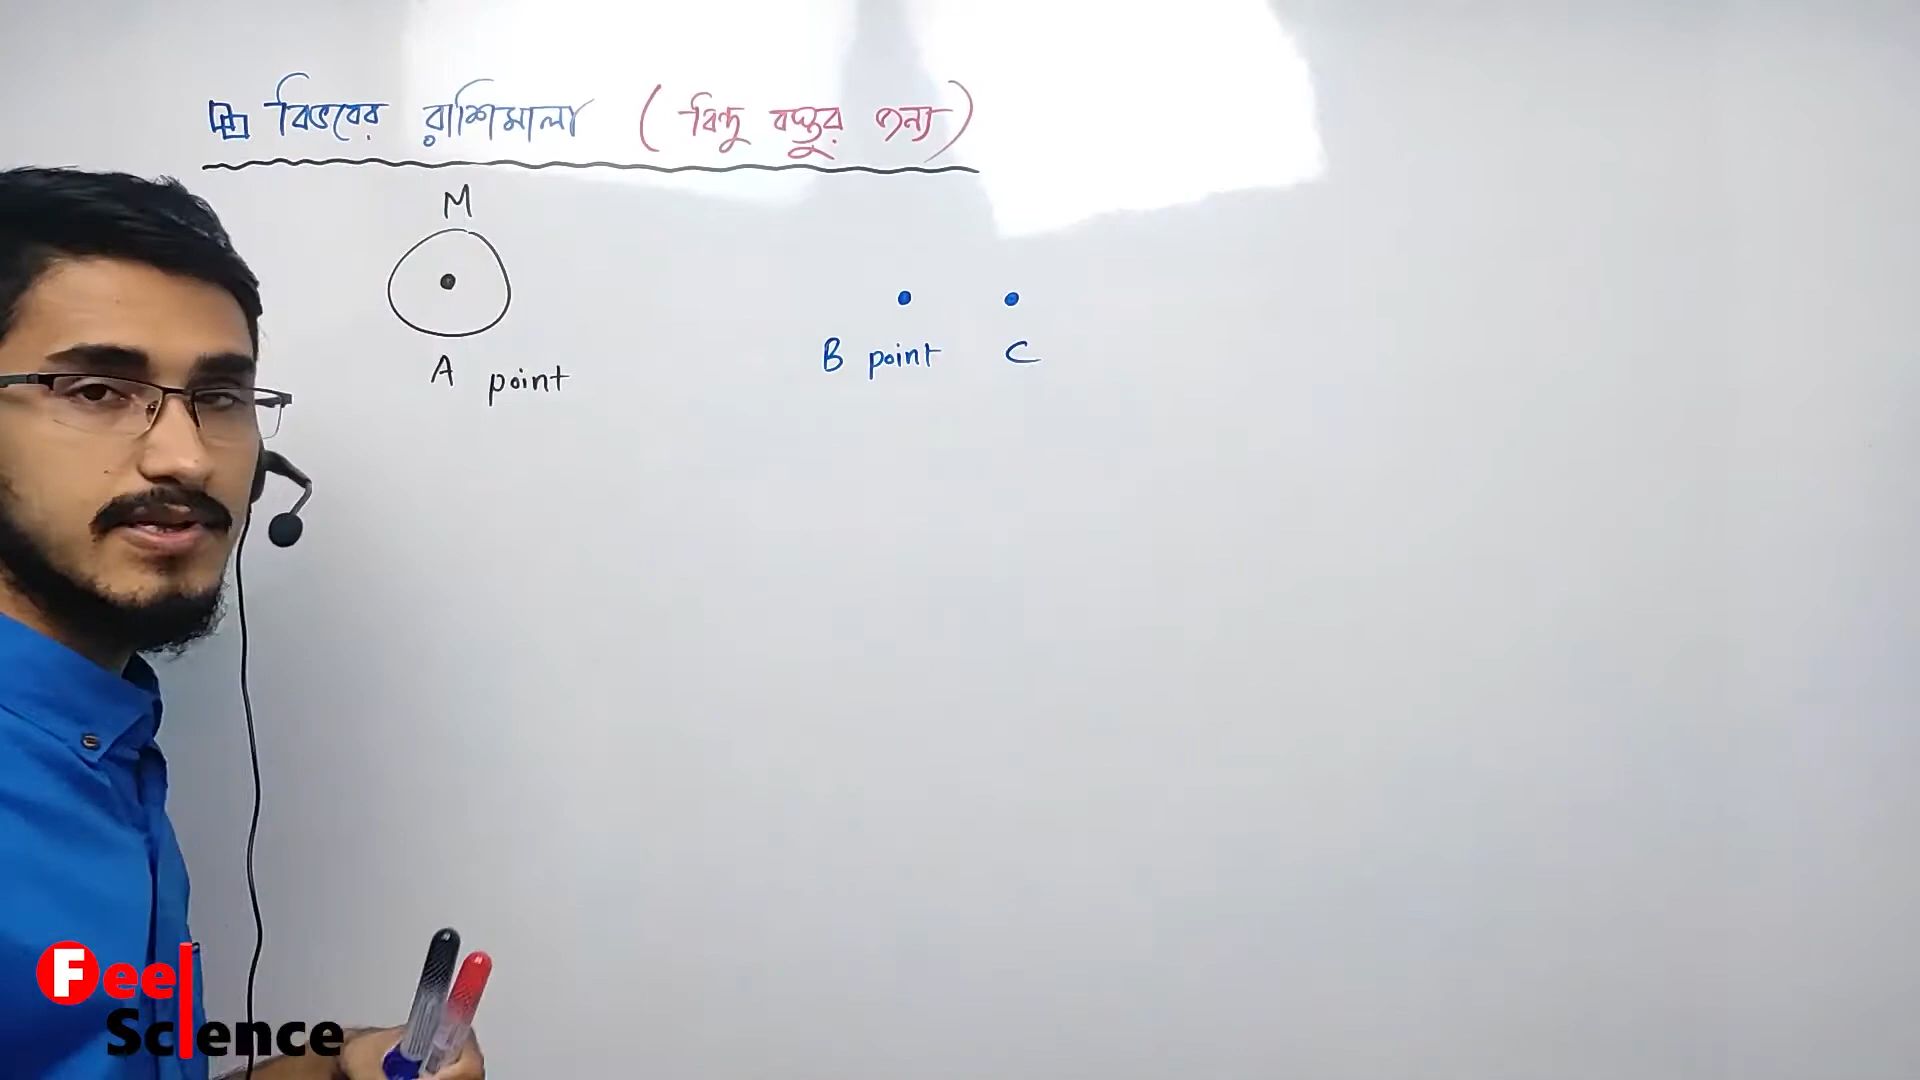 বিভবের রাশিমালা (বিন্দু বস্তুর জন্য)
M
A point
B point C
Feel
Science